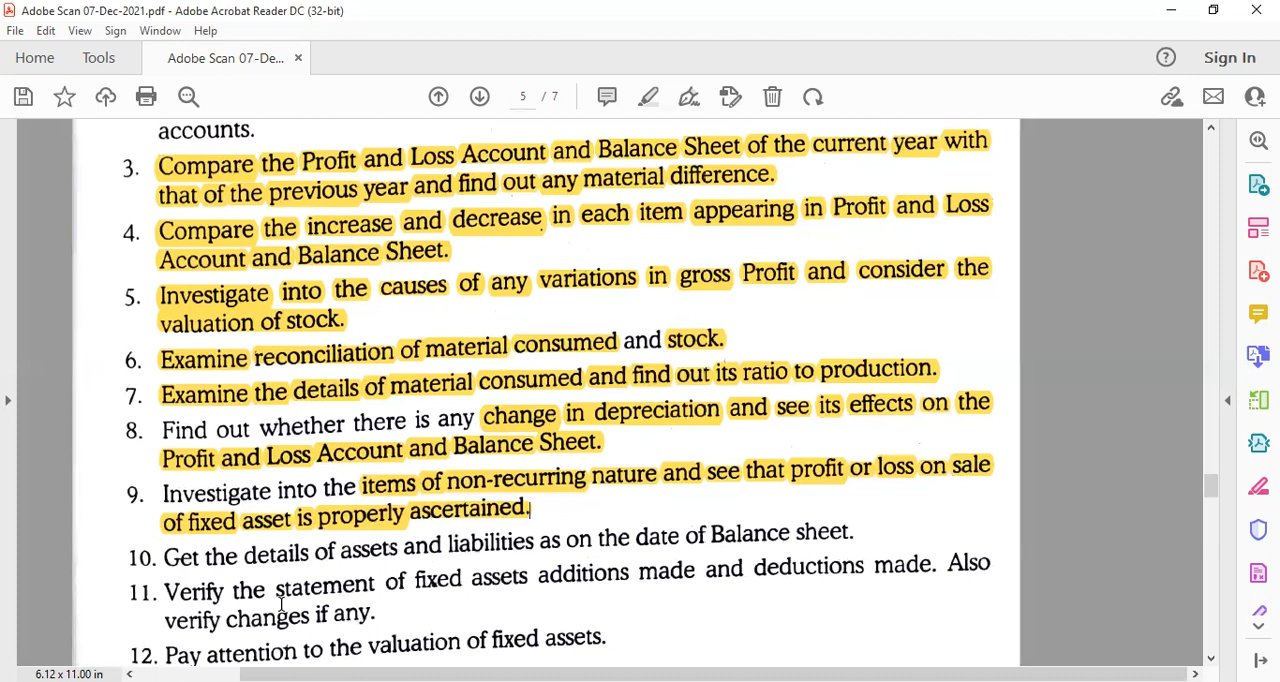 Adobe Scan 07-Dec-2021.pdf - Adobe Acrobat Reader DC (32-bit)
File Edit View Sign Window Help
Home Tools Adobe Scan 07-De... × Sign In
5 / 7
accounts.
3. Compare the Profit and Loss Account and Balance Sheet of the current year with
that of the previous year and find out any material difference.
4. Compare the increase and decrease in each item appearing in Profit and Loss
Account and Balance Sheet.
5. Investigate into the causes of any variations in gross Profit and consider the
valuation of stock.
6. Examine reconciliation of material consumed and stock.
7. Examine the details of material consumed and find out its ratio to production.
8. Find out whether there is any change in depreciation and see its effects on the
Profit and Loss Account and Balance Sheet.
9. Investigate into the items of non-recurring nature and see that profit or loss on sale
of fixed asset is properly ascertained.
10. Get the details of assets and liabilities as on the date of Balance sheet.
11. Verify the statement of fixed assets additions made and deductions made. Also
verify changes if any.
12. Pay attention to the valuation of fixed assets.
6.12 x 11.00 in